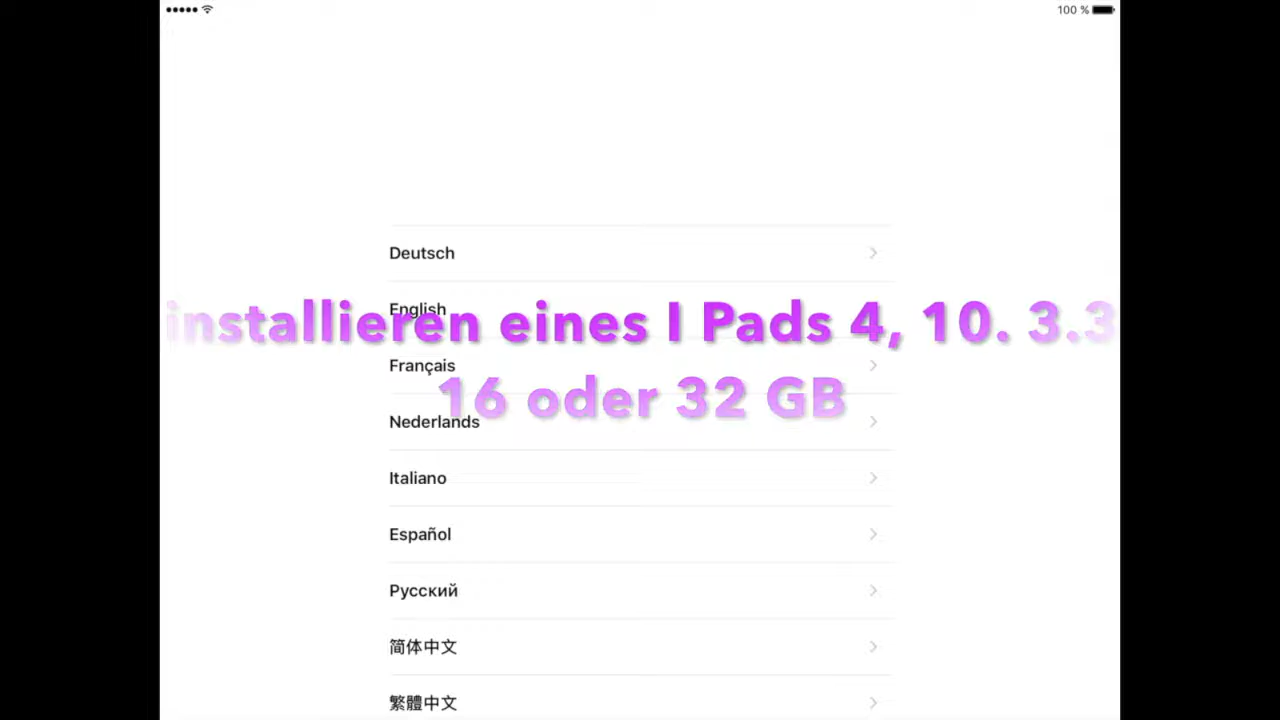 100 %
Deutsch
English
installieren eines I Pads 4, 10. 3.3
Français
16 oder 32 GB
Nederlands
Italiano
Español
Русский
简体中文
繁體中文